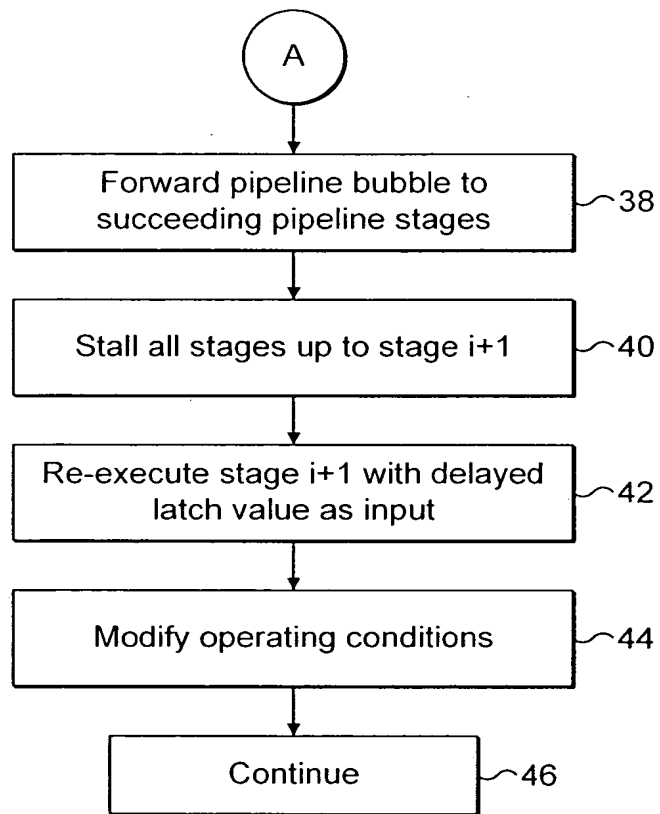 A
Forward pipeline bubble to
succeeding pipeline stages
38
Stall all stages up to stage i+1
40
Re-execute stage i+1 with delayed
latch value as input
42
Modify operating conditions
44
Continue
46